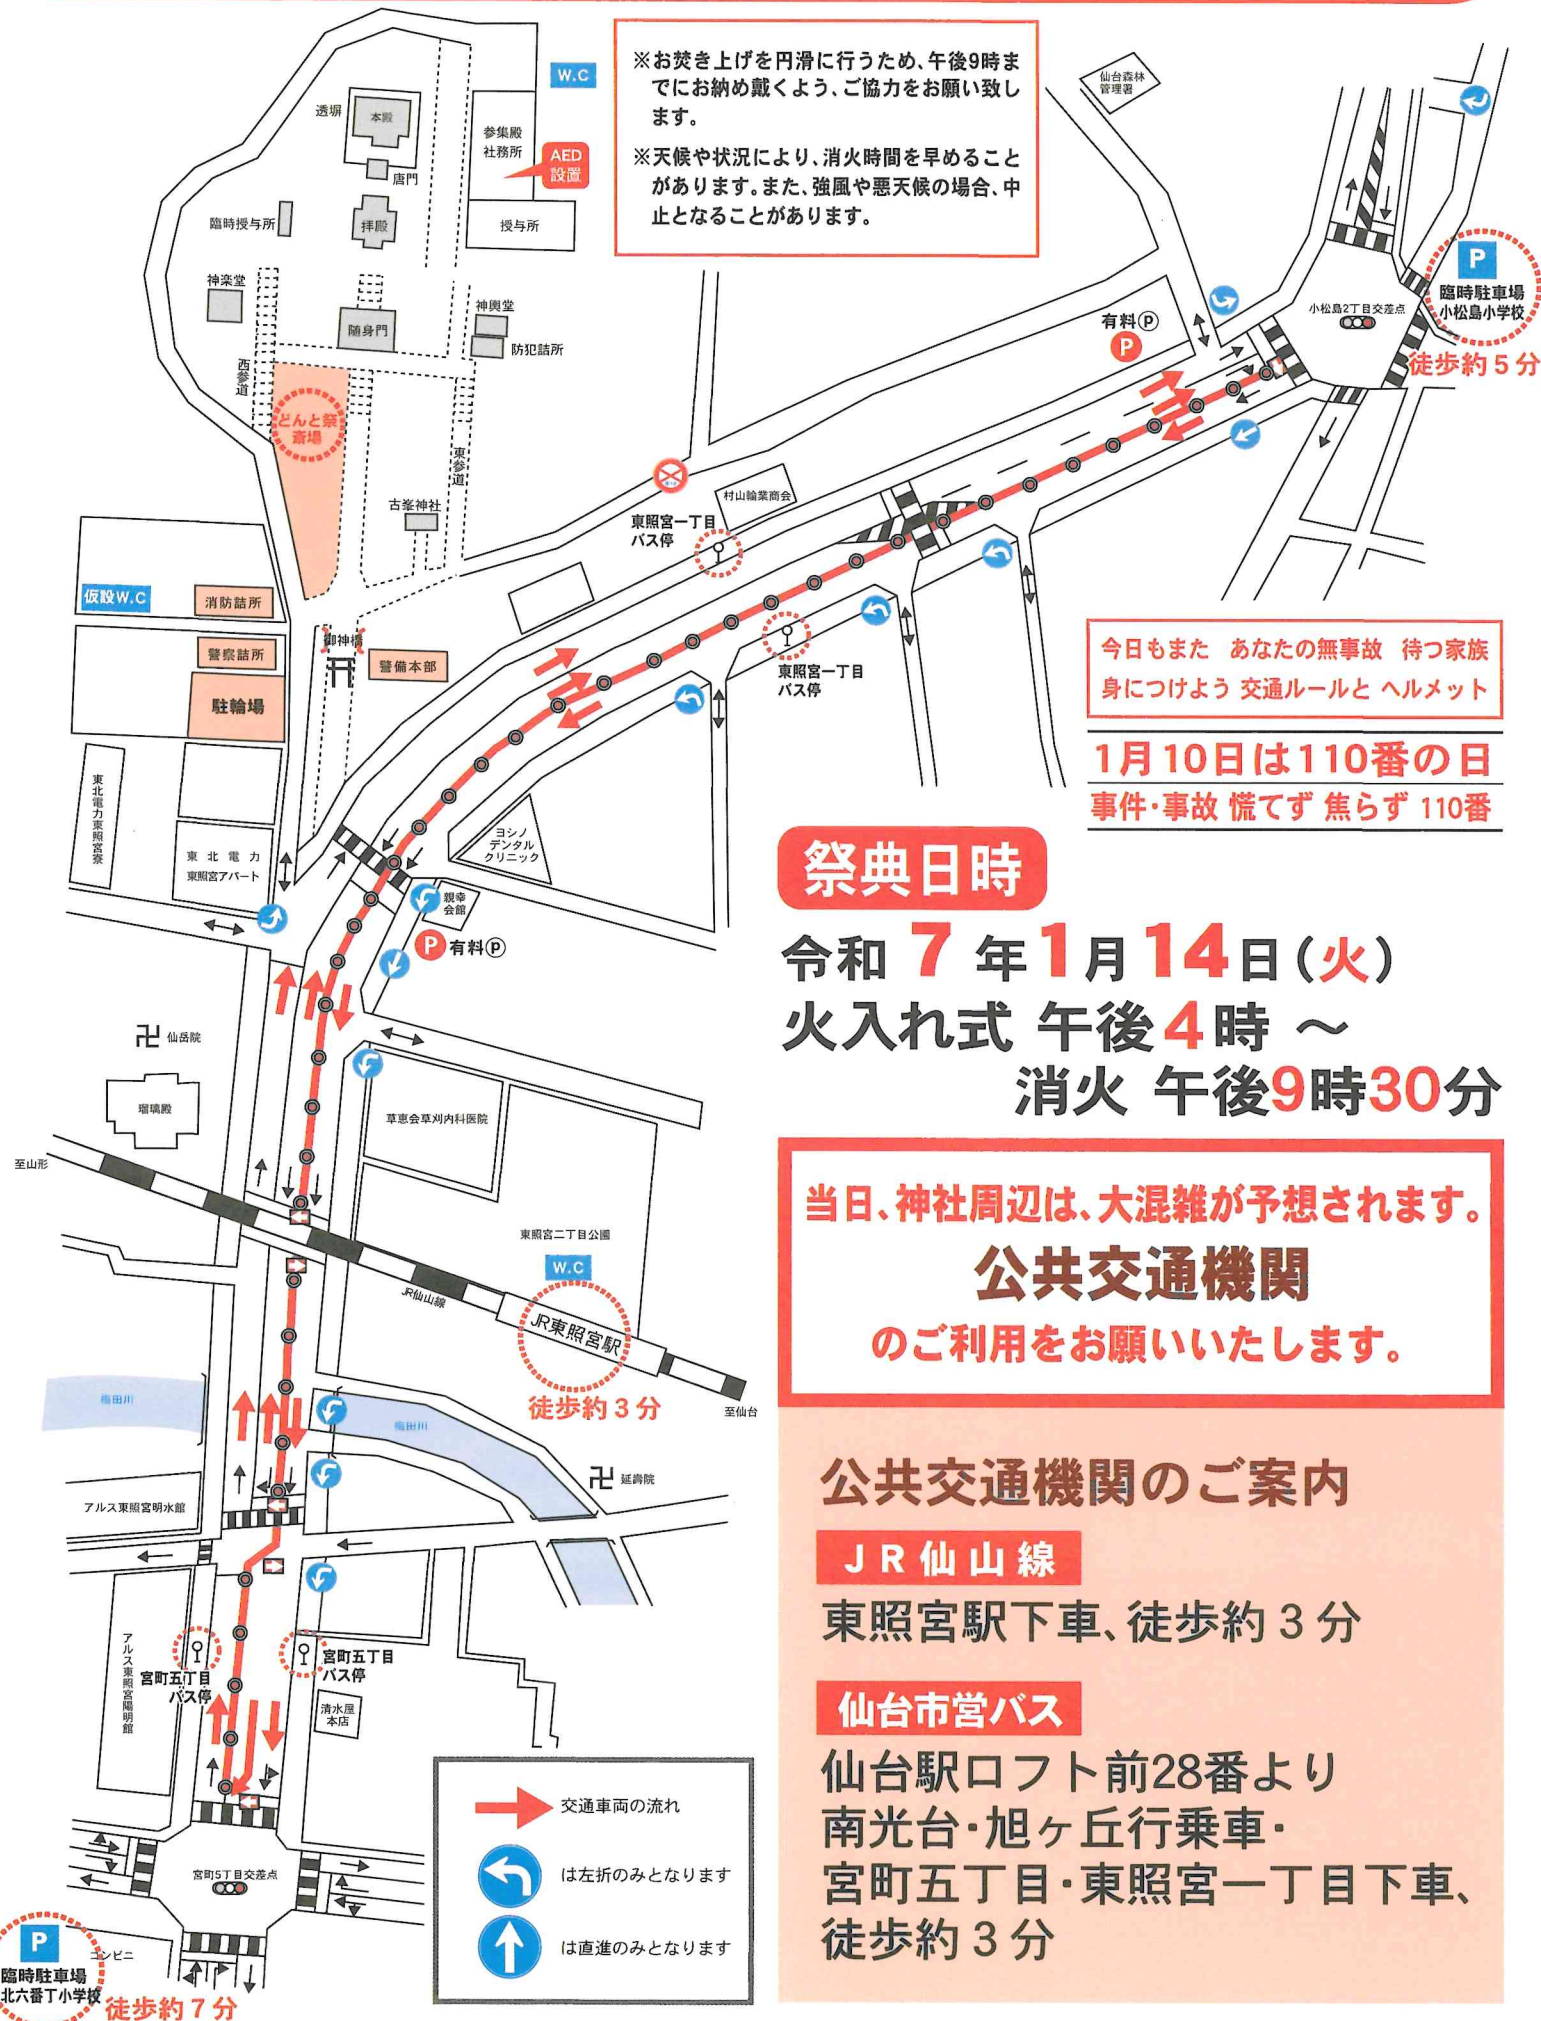 ※お焚き上げを円滑に行うため、午後9時ま
でにお納め戴くよう、ご協力をお願い致し
ます。
※天候や状況により、消火時間を早めること
があります。また、強風や悪天候の場合、中
止となることがあります。
W.C
透塀
本殿
参集殿
社務所
AED
設置
唐門
臨時授与所
拝殿
授与所
神楽堂
随身門
神輿堂
防犯詰所
西参道
どんと祭
斎場
東参道
古峯神社
仙台森林
管理署
小松島2丁目交差点
P
臨時駐車場
小松島小学校
徒歩約5分
有料Ⓟ
P
村山輪業商会
東照宮一丁目
バス停
東照宮一丁目
バス停
仮設W.C
消防詰所
警察詰所
駐輪場
御神橋
警備本部
東北電力東照宮寮
東北電力
東照宮アパート
ヨシノ
デンタル
クリニック
親幸
会館
P 有料Ⓟ
卍 仙岳院
瑠璃殿
草恵会草刈内科医院
至山形
東照宮二丁目公園
W.C
JR仙山線
JR東照宮駅
徒歩約3分
至仙台
梅田川
梅田川
卍 延壽院
アルス東照宮明水館
アルス東照宮陽明館
宮町五丁目
バス停
宮町五丁目
バス停
清水屋
本店
宮町5丁目交差点
コンビニ
P
臨時駐車場
北六番丁小学校
徒歩約7分
交通車両の流れ
は左折のみとなります
は直進のみとなります
今日もまた あなたの無事故 待つ家族
身につけよう 交通ルールと ヘルメット
1月10日は110番の日
事件・事故 慌てず 焦らず 110番
祭典日時
令和7年1月14日(火)
火入れ式 午後4時 ～
消火 午後9時30分
当日、神社周辺は、大混雑が予想されます。
公共交通機関
のご利用をお願いいたします。
公共交通機関のご案内
JR仙山線
東照宮駅下車、徒歩約3分
仙台市営バス
仙台駅ロフト前28番より
南光台・旭ヶ丘行乗車・
宮町五丁目・東照宮一丁目下車、
徒歩約3分